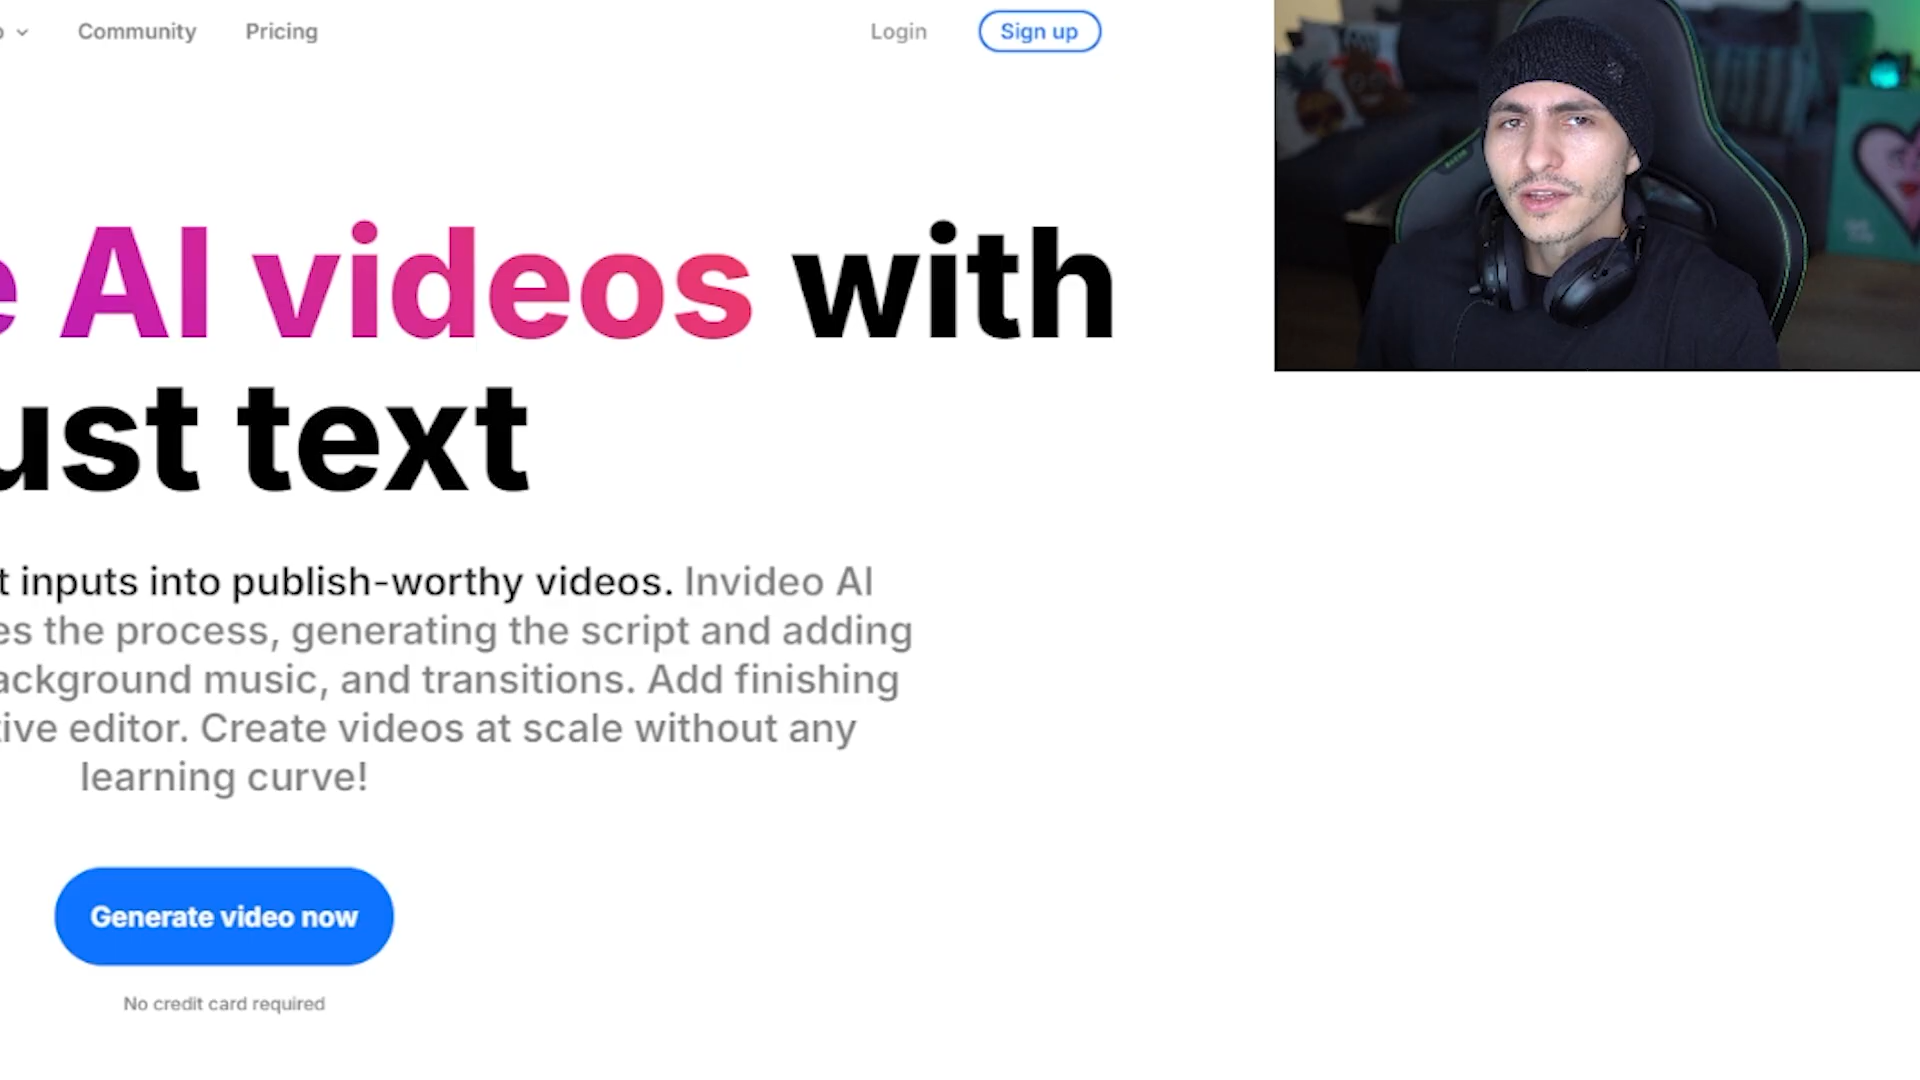 Community Pricing Login Sign up
e AI videos with
ust text
t inputs into publish-worthy videos. Invideo AI
es the process, generating the script and adding
ackground music, and transitions. Add finishing
tive editor. Create videos at scale without any
learning curve!
Generate video now
No credit card required